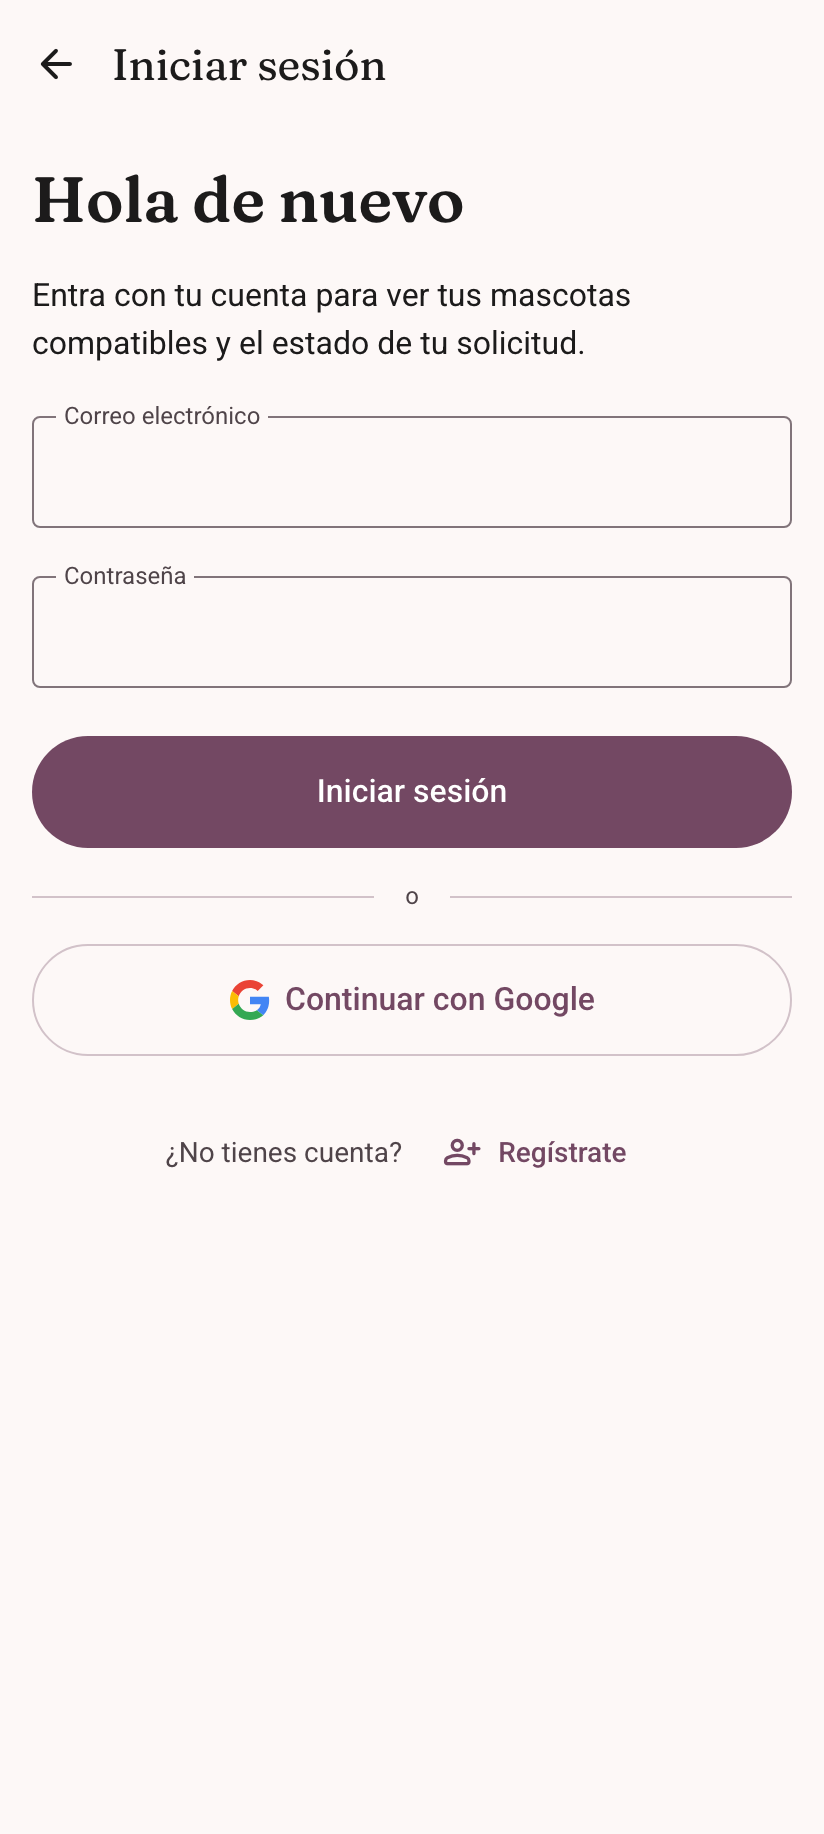 Iniciar sesión
Hola de nuevo
Entra con tu cuenta para ver tus mascotas
compatibles y el estado de tu solicitud.
Correo electrónico
Contraseña
Iniciar sesión
o
Continuar con Google
¿No tienes cuenta? Regístrate